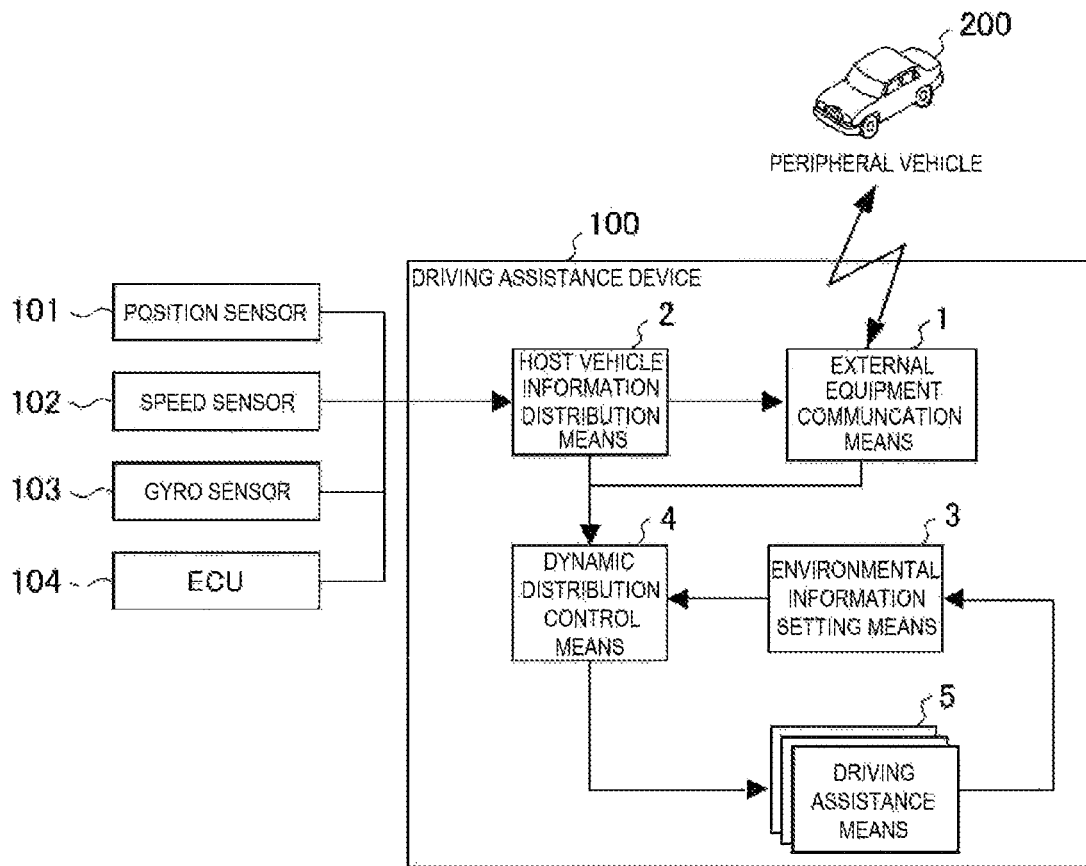 200
PERIPHERAL VEHICLE
100
DRIVING ASSISTANCE DEVICE
101
POSITION SENSOR
102
SPEED SENSOR
103
GYRO SENSOR
104
ECU
2
HOST VEHICLE
INFORMATION
DISTRIBUTION
MEANS
1
EXTERNAL
EQUIPMENT
COMMUNCATION
MEANS
4
DYNAMIC
DISTRIBUTION
CONTROL
MEANS
3
ENVIRONMENTAL
INFORMATION
SETTING MEANS
5
DRIVING
ASSISTANCE
MEANS